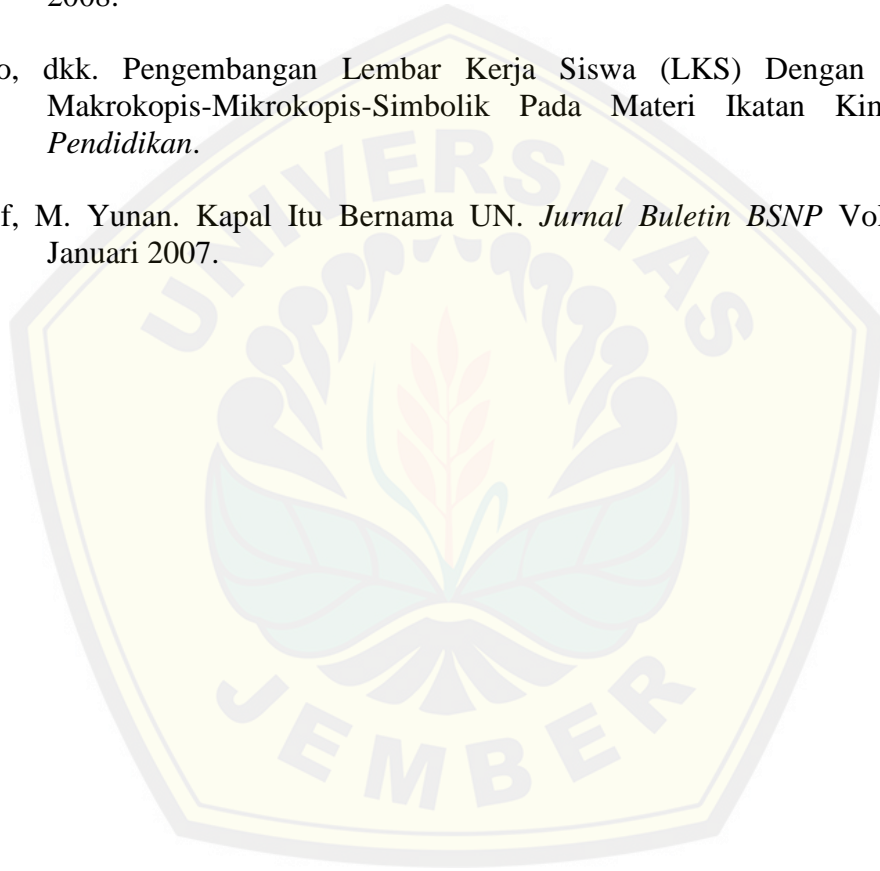 2008.
o, dkk. Pengembangan Lembar Kerja Siswa (LKS) Dengan
Makrokopis-Mikrokopis-Simbolik Pada Materi Ikatan Kim
Pendidikan.
f, M. Yunan. Kapal Itu Bernama UN. Jurnal Buletin BSNP Vol
Januari 2007.
UNIVERSITAS
JEMBER